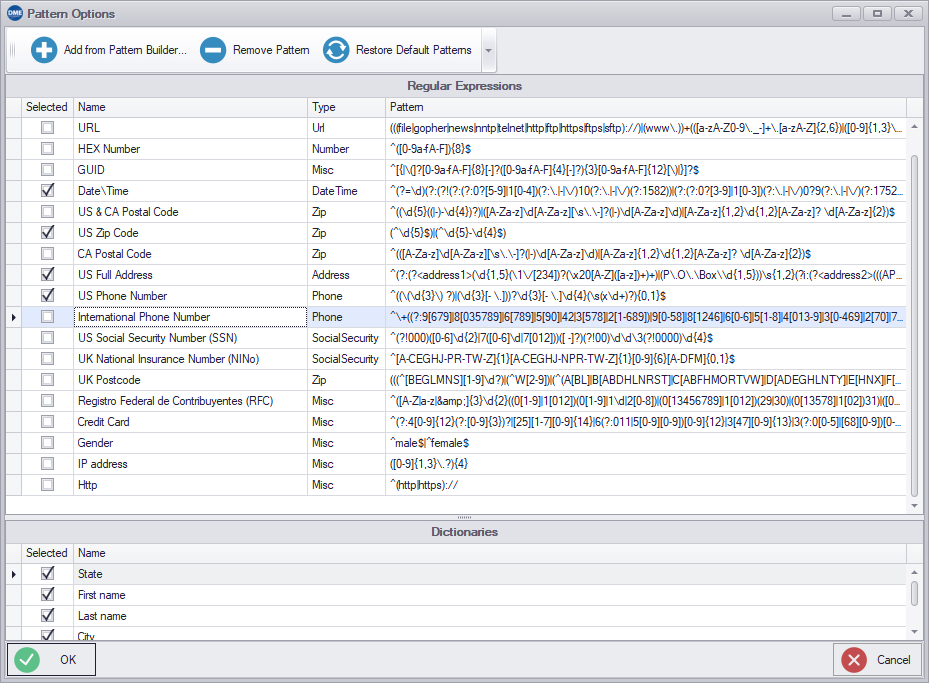 DME Pattern Options
Add from Pattern Builder... Remove Pattern Restore Default Patterns
Regular Expressions
Selected Name Type Pattern
URL Url (((file|gopher|news|nntp|telnet|http|ftp|https|ftps|sftp)://)|(www\.))+(([a-zA-Z0-9\._-]+\.[a-zA-Z]{2,6})|([0-9]{1,3}\...
HEX Number Number ^([0-9a-fA-F]){8}$
GUID Misc ^[{|\(]?[0-9a-fA-F]{8}[-]?([0-9a-fA-F]{4}[-]?){3}[0-9a-fA-F]{12}[\)|}]?$
Date\Time DateTime ^(?=\d)(?:(?!(?:(?:0?[5-9]|1[0-4])(?:\.|-|\/)10(?:\.|-|\/)(?:1582))|(?:(?:0?[3-9]|1[0-3])(?:\.|-|\/)0?9(?:\.|-|\/)(?:1752...
US & CA Postal Code Zip ^((\d{5}((|-)-\d{4})?)|([A-Za-z]\d[A-Za-z][\s\.\-]?(|-)\d[A-Za-z]\d)|[A-Za-z]{1,2}\d{1,2}[A-Za-z]? \d[A-Za-z]{2})$
US Zip Code Zip (^\d{5}$)|(^\d{5}-\d{4}$)
CA Postal Code Zip ^(([A-Za-z]\d[A-Za-z][\s\.\-]?(|-)\d[A-Za-z]\d)|[A-Za-z]{1,2}\d{1,2}[A-Za-z]? \d[A-Za-z]{2})$
US Full Address Address ^(?:(?<address1>(\d{1,5}(\ 1\/[234])?(\x20[A-Z]([a-z])+)+)|(P\.O\.\ Box\ \d{1,5}))\s{1,2}(?i:(?<address2>(((AP...
US Phone Number Phone ^((\(\d{3}\) ?)|(\d{3}[- \.]))?\d{3}[- \.]\d{4}(\s(x\d+)?){0,1}$
International Phone Number Phone ^\+((?:9[679]|8[035789]|6[789]|5[90]|42|3[578]|2[1-689])|9[0-58]|8[1246]|6[0-6]|5[1-8]|4[013-9]|3[0-469]|2[70]|7...
US Social Security Number (SSN) SocialSecurity ^(?!000)([0-6]\d{2}|7([0-6]\d|7[012]))([ -]?)(?!00)\d\d\3(?!0000)\d{4}$
UK National Insurance Number (NINo) SocialSecurity ^[A-CEGHJ-PR-TW-Z]{1}[A-CEGHJ-NPR-TW-Z]{1}[0-9]{6}[A-DFM]{0,1}$
UK Postcode Zip (((^[BEGLMNS][1-9]\d?)|(^W[2-9])|(^(A[BL]|B[ABDHLNRST]|C[ABFHMORTVW]|D[ADEGHLNTY]|E[HNX]|F[...
Registro Federal de Contribuyentes (RFC) Misc ^([A-Z|a-z|&amp;]{3}\d{2}((0[1-9]|1[012])(0[1-9]|1\d|2[0-8])|(0[13456789]|1[012])(29|30)|(0[13578]|1[02])31)|([0...
Credit Card Misc ^(?:4[0-9]{12}(?:[0-9]{3})?|[25][1-7][0-9]{14}|6(?:011|5[0-9][0-9])[0-9]{12}|3[47][0-9]{13}|3(?:0[0-5]|[68][0-9])[0-...
Gender Misc ^male$|^female$
IP address Misc ([0-9]{1,3}\.?){4}
Http Misc ^(http|https)://
Dictionaries
Selected Name
State
First name
Last name
City
OK Cancel